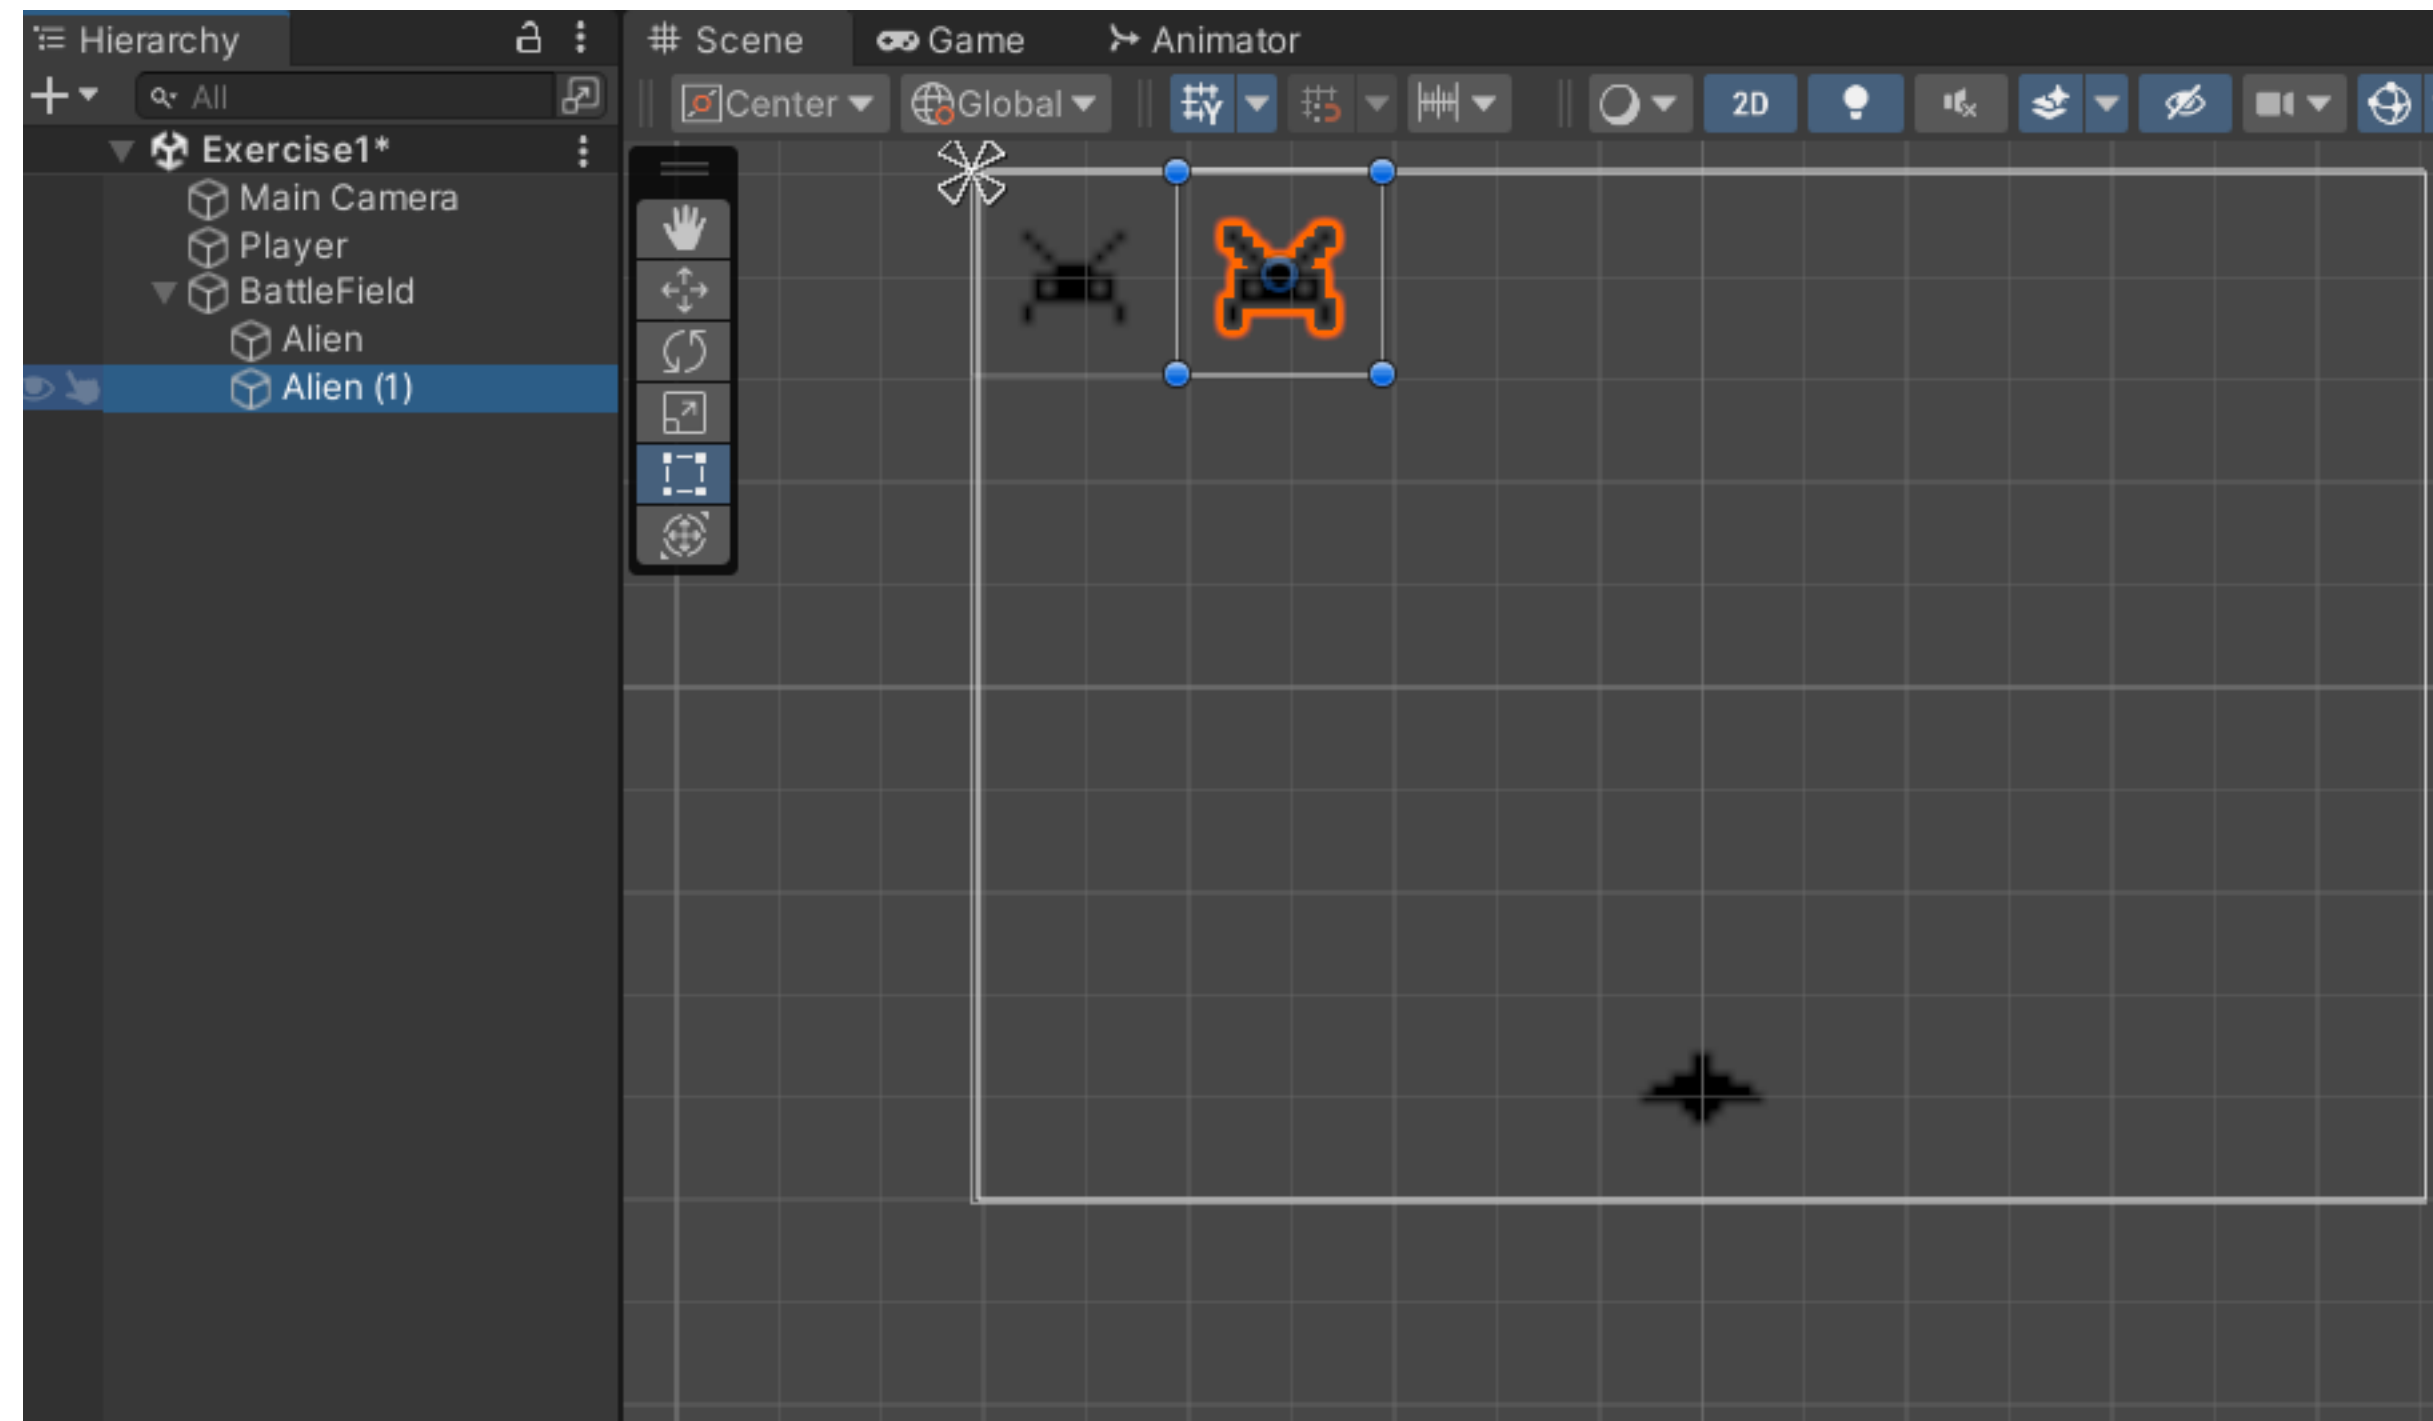 Hierarchy
All
Exercise1*
Main Camera
Player
BattleField
Alien
Alien (1)
Scene Game Animator
Center Global 2D